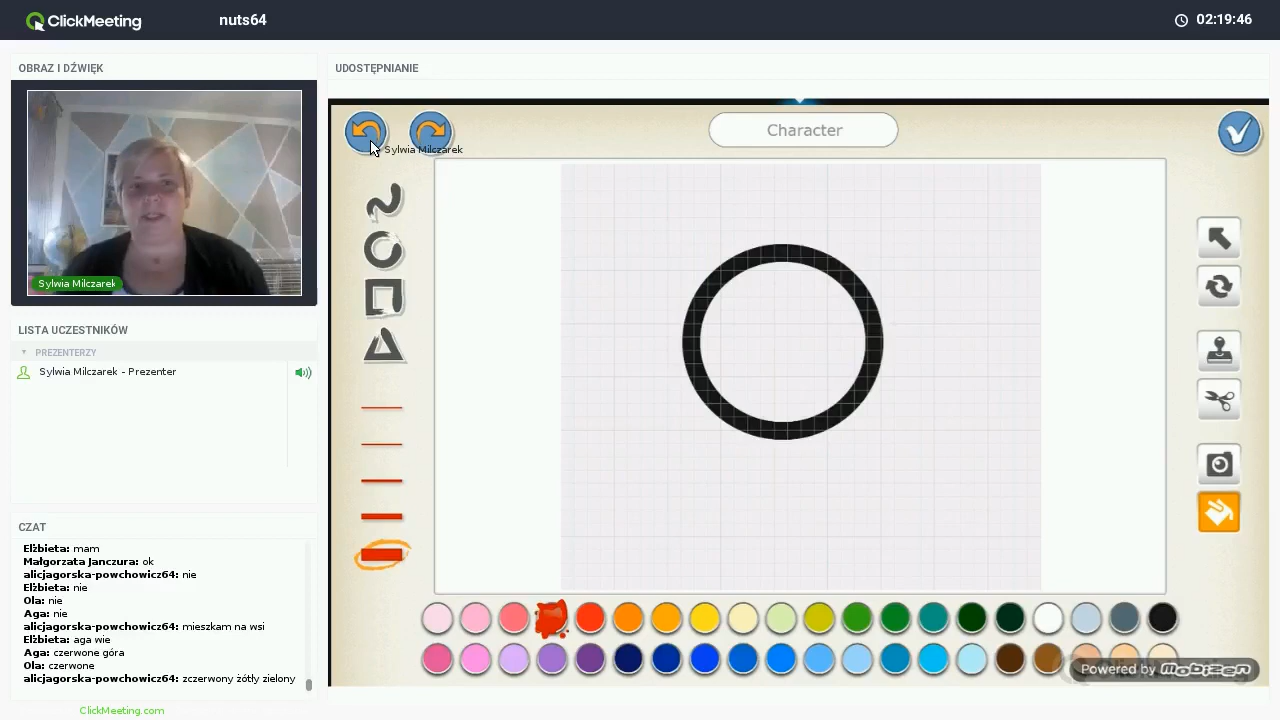 ClickMeeting
nuts64
02:19:46
OBRAZ I DŹWIĘK
UDOSTĘPNIANIE
Character
Sylwia Milczarek
Sylwia Milczarek
LISTA UCZESTNIKÓW
PREZENTERZY
Sylwia Milczarek - Prezenter
CZAT
Elżbieta: mam
Małgorzata Janczura: ok
alicjagorska-powchowicz64: nie
Elżbieta: nie
Ola: nie
Aga: nie
alicjagorska-powchowicz64: mieszkam na wsi
Elżbieta: aga wie
Aga: czerwone góra
Ola: czerwone
alicjagorska-powchowicz64: zczerwony żótły zielony
Powered by Mobizen
ClickMeeting.com